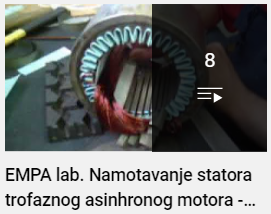 8
EMPA lab. Namotavanje statora
trofaznog asinhronog motora -...